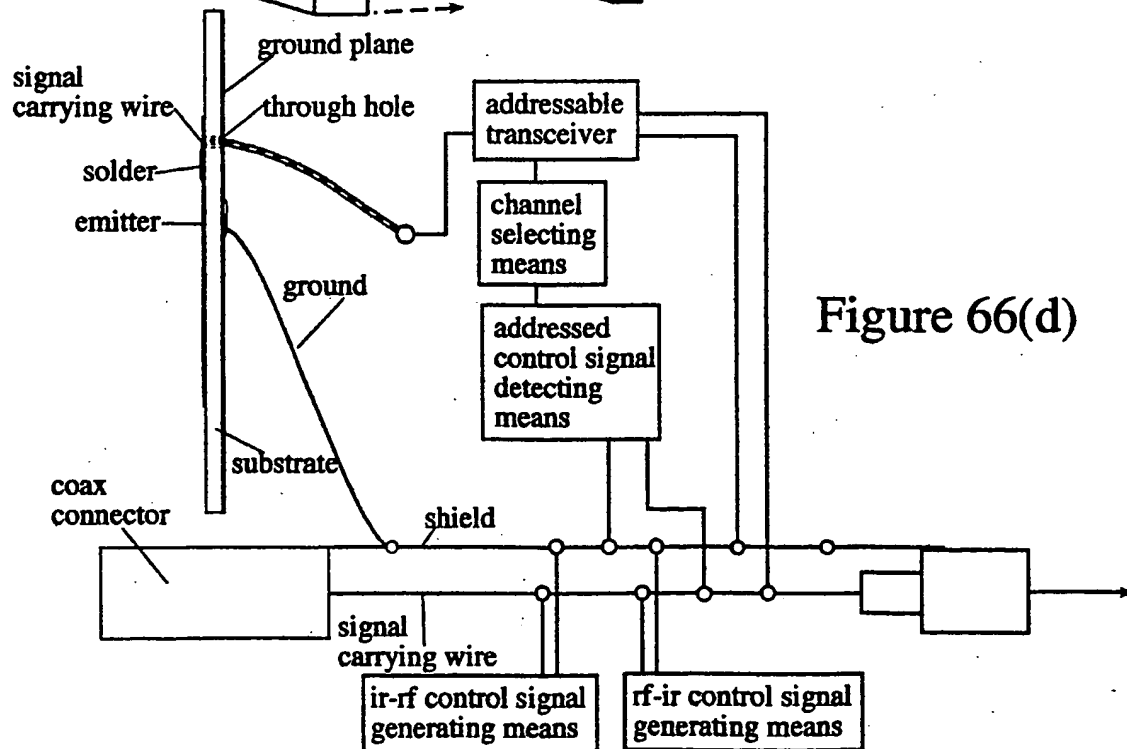 ground plane
signal
carrying wire
through hole
solder
emitter
addressable
transceiver
channel
selecting
means
ground
addressed
control signal
detecting
means
Figure 66(d)
substrate
coax
connector
shield
signal
carrying wire
ir-rf control signal
generating means
rf-ir control signal
generating means